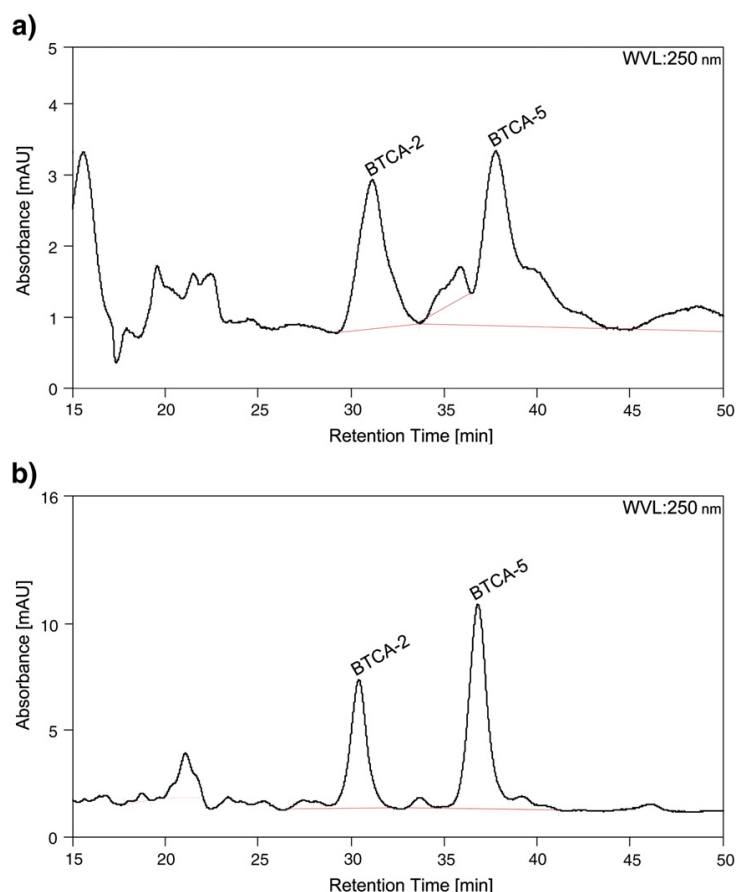 a)
5
WVL:250 nm
4
BTCA-2
BTCA-5
3
2
1
0
Absorbance [mAU]
15 20 25 30 35 40 45 50
Retention Time [min]
b)
16
WVL:250 nm
BTCA-2
BTCA-5
10
5
0
Absorbance [mAU]
15 20 25 30 35 40 45 50
Retention Time [min]